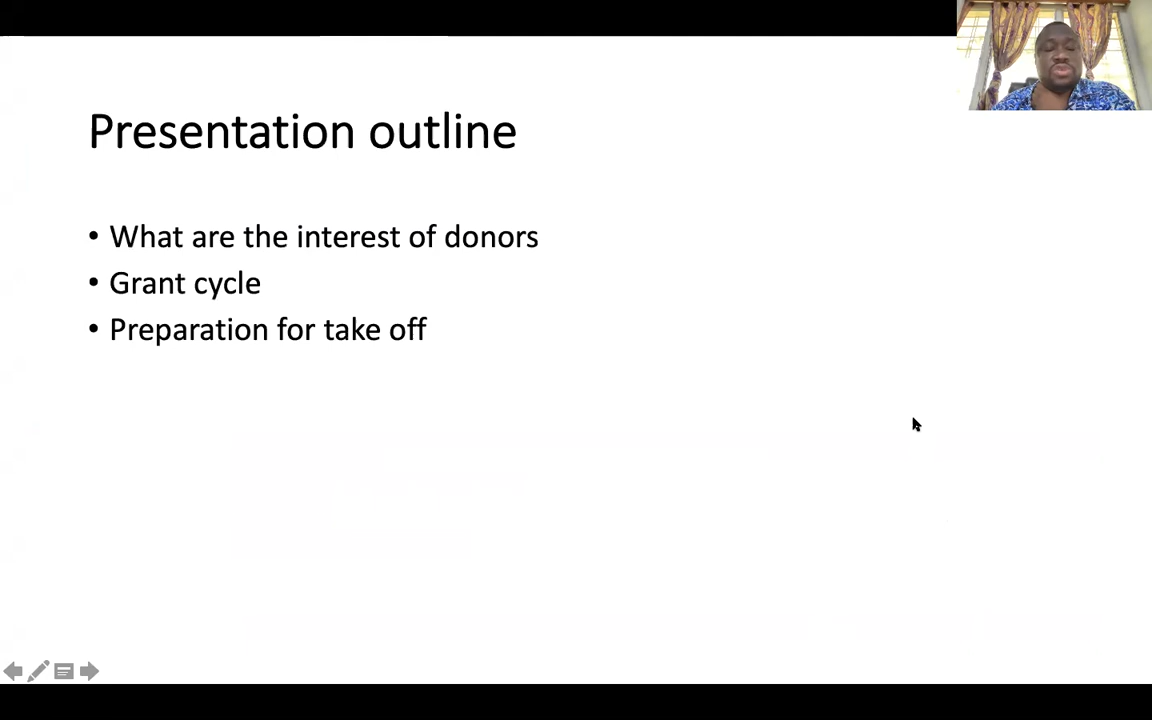 Presentation outline
• What are the interest of donors
• Grant cycle
• Preparation for take off